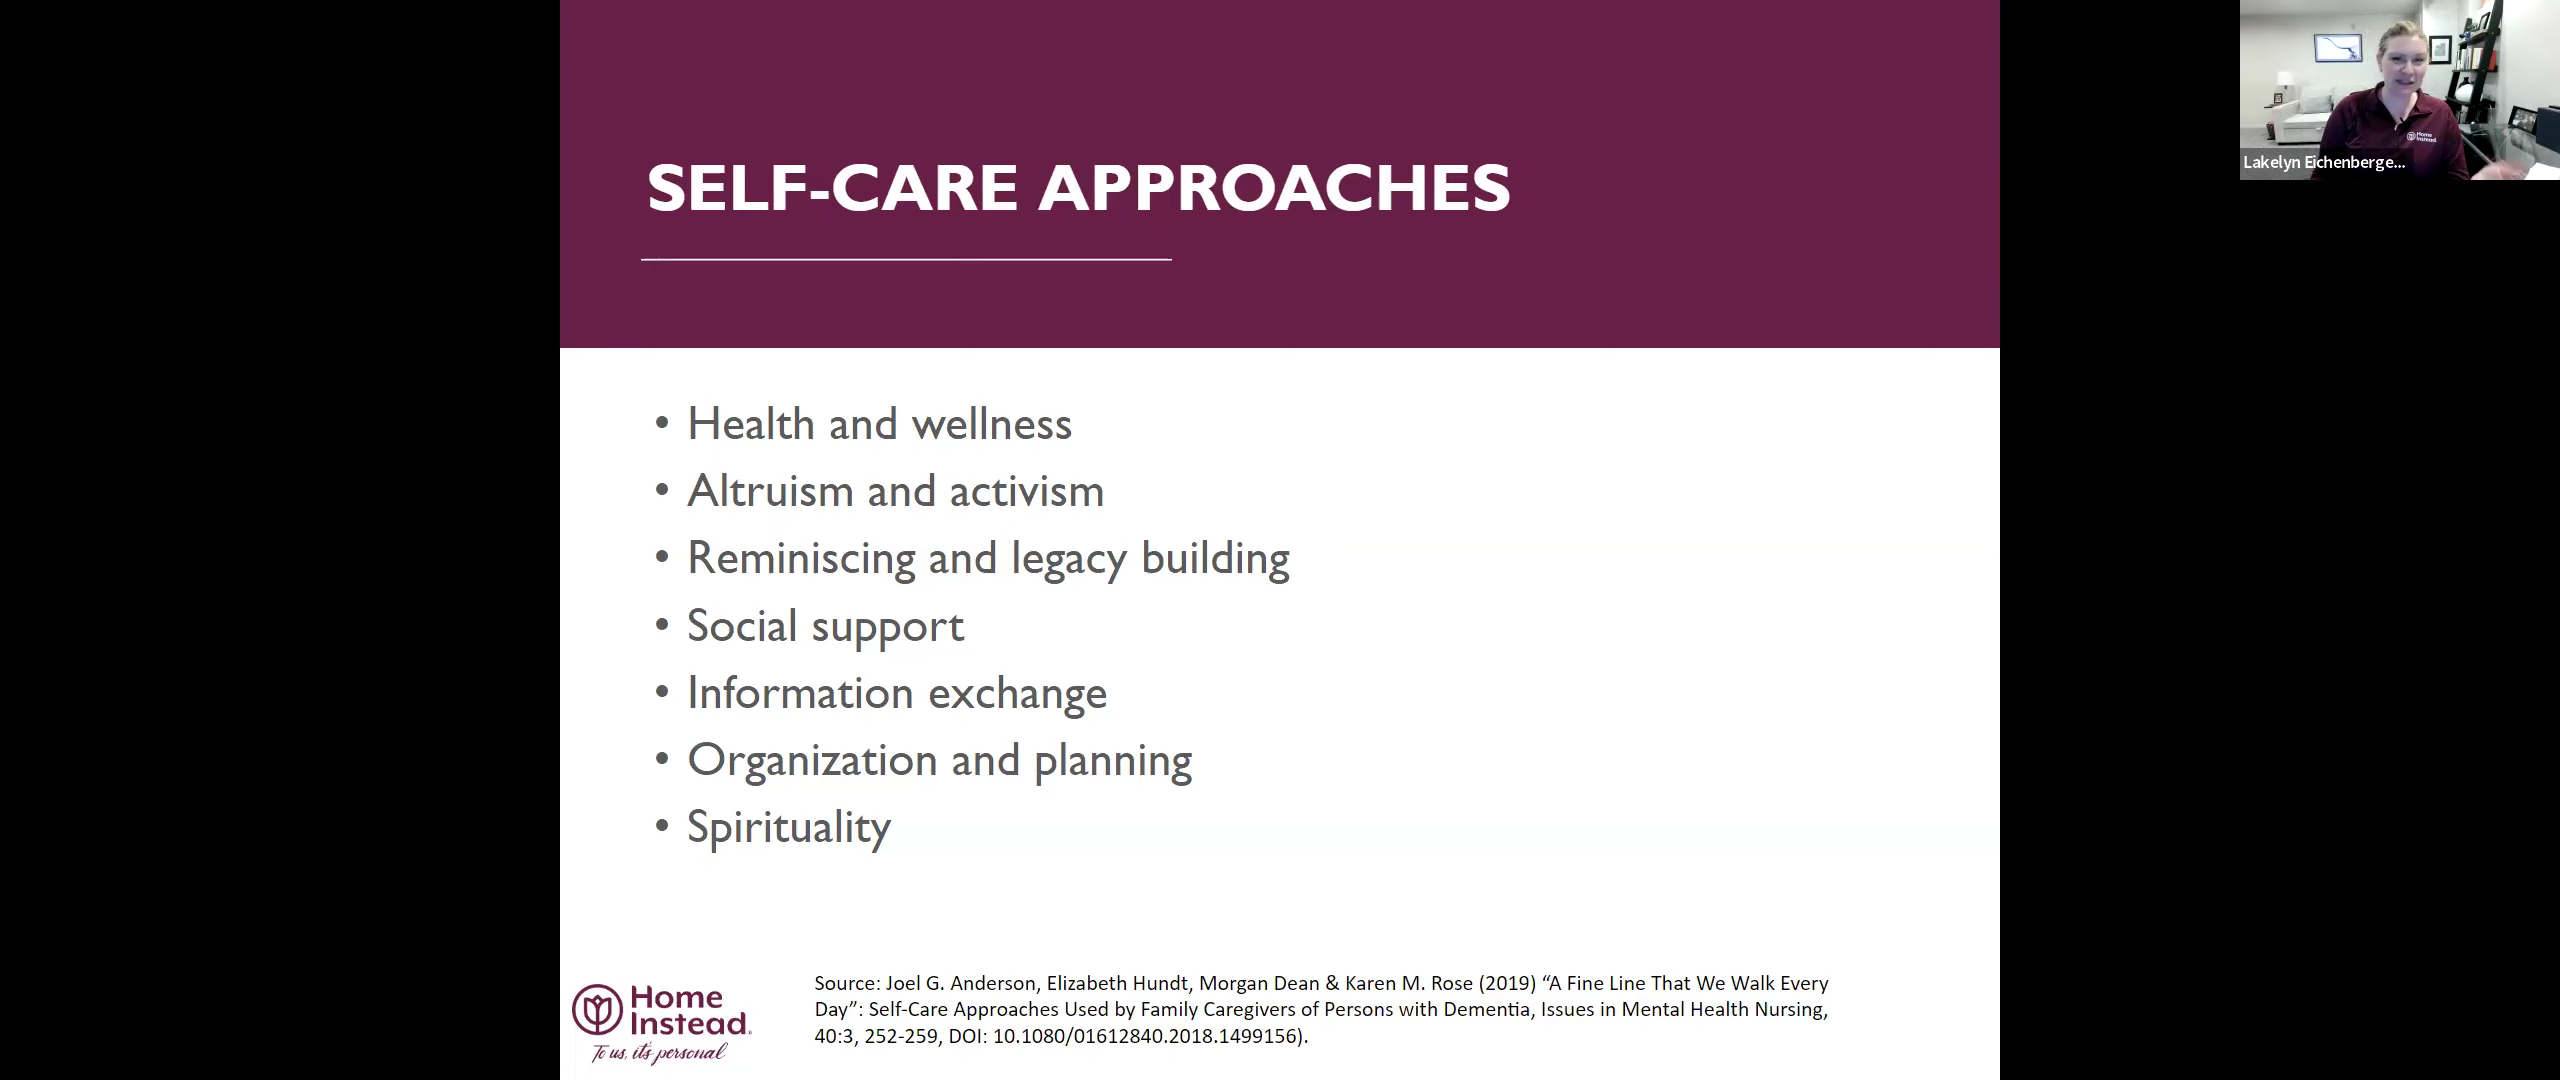 SELF-CARE APPROACHES
• Health and wellness
• Altruism and activism
• Reminiscing and legacy building
• Social support
• Information exchange
• Organization and planning
• Spirituality
Home
Instead.
To us, it's personal
Source: Joel G. Anderson, Elizabeth Hundt, Morgan Dean & Karen M. Rose (2019) “A Fine Line That We Walk Every
Day”: Self-Care Approaches Used by Family Caregivers of Persons with Dementia, Issues in Mental Health Nursing,
40:3, 252-259, DOI: 10.1080/01612840.2018.1499156).
Home
Instead.
Lakelyn Eichenberge...